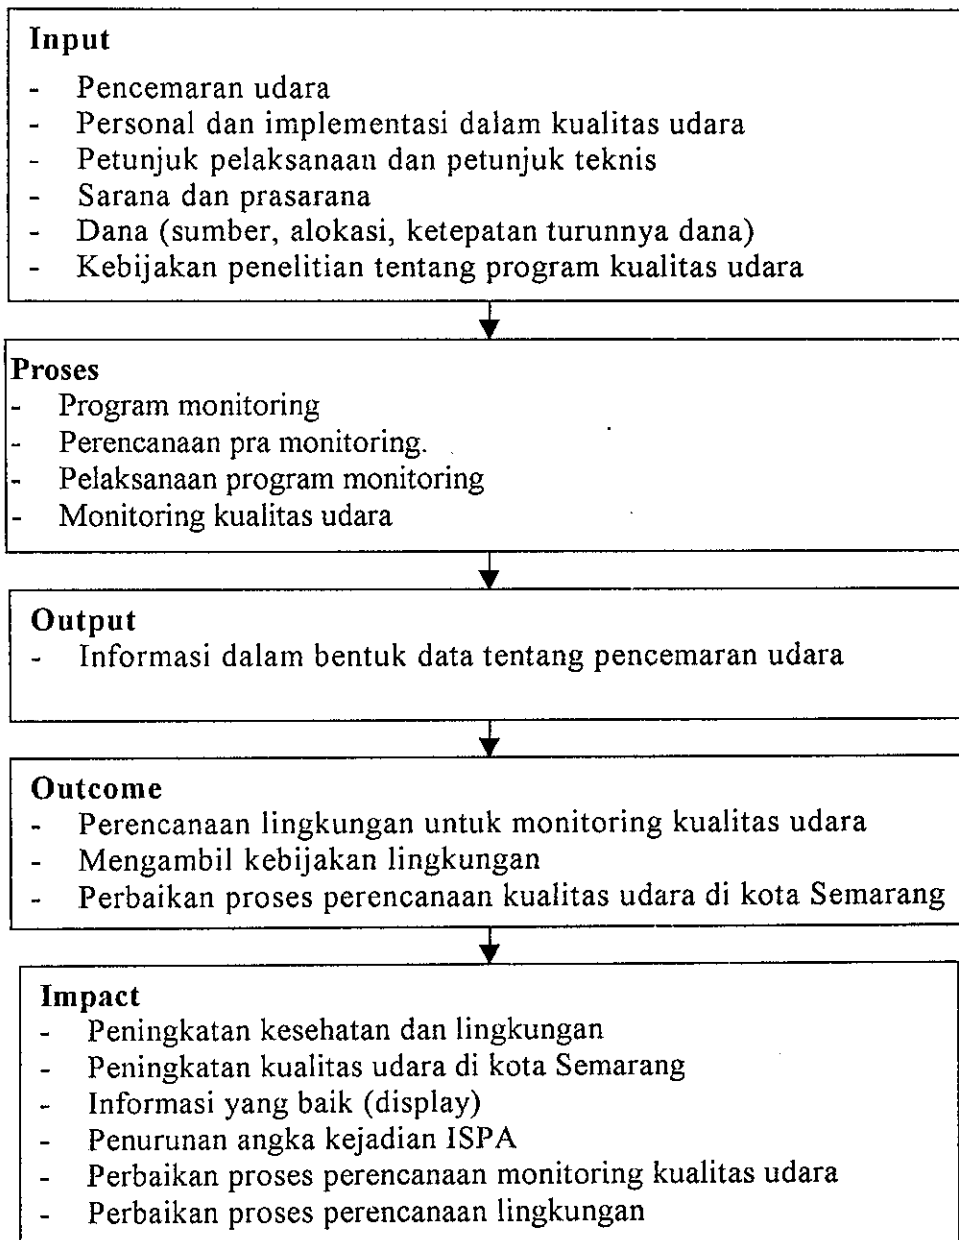 Input
- Pencemaran udara
- Personal dan implementasi dalam kualitas udara
- Petunjuk pelaksanaan dan petunjuk teknis
- Sarana dan prasarana
- Dana (sumber, alokasi, ketepatan turunnya dana)
- Kebijakan penelitian tentang program kualitas udara
Proses
- Program monitoring
- Perencanaan pra monitoring.
- Pelaksanaan program monitoring
- Monitoring kualitas udara
Output
- Informasi dalam bentuk data tentang pencemaran udara
Outcome
- Perencanaan lingkungan untuk monitoring kualitas udara
- Mengambil kebijakan lingkungan
- Perbaikan proses perencanaan kualitas udara di kota Semarang
Impact
- Peningkatan kesehatan dan lingkungan
- Peningkatan kualitas udara di kota Semarang
- Informasi yang baik (display)
- Penurunan angka kejadian ISPA
- Perbaikan proses perencanaan monitoring kualitas udara
- Perbaikan proses perencanaan lingkungan